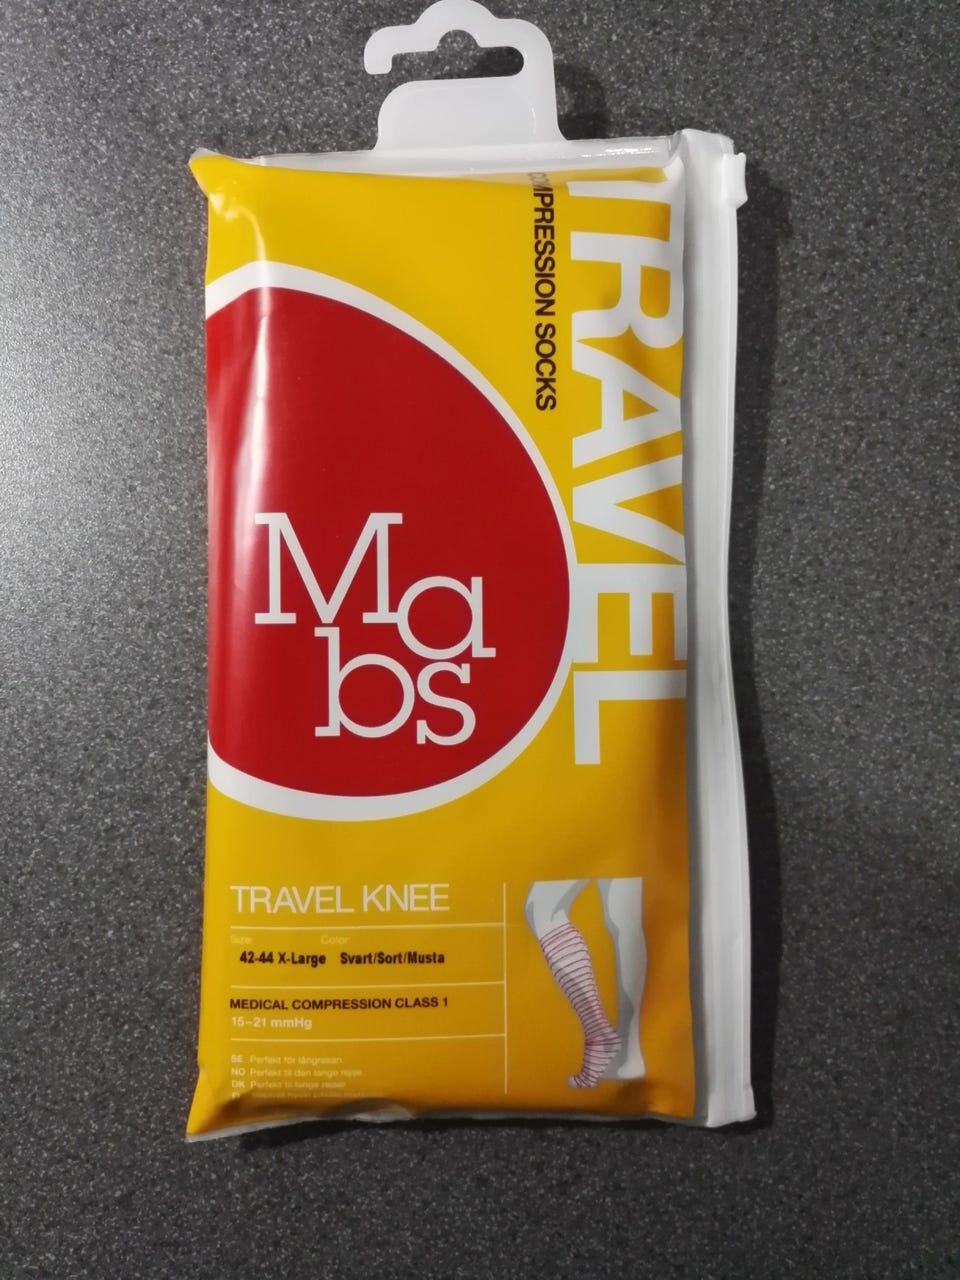 TRAVEL
COMPRESSION SOCKS
Mabs
TRAVEL KNEE
Size Color
42-44 X-Large Svart/Sort/Musta
MEDICAL COMPRESSION CLASS 1
15-21 mmHg
SE Perfekt för långresan.
NO Perfekt til den lange reise.
DK Perfekt til lange rejser.